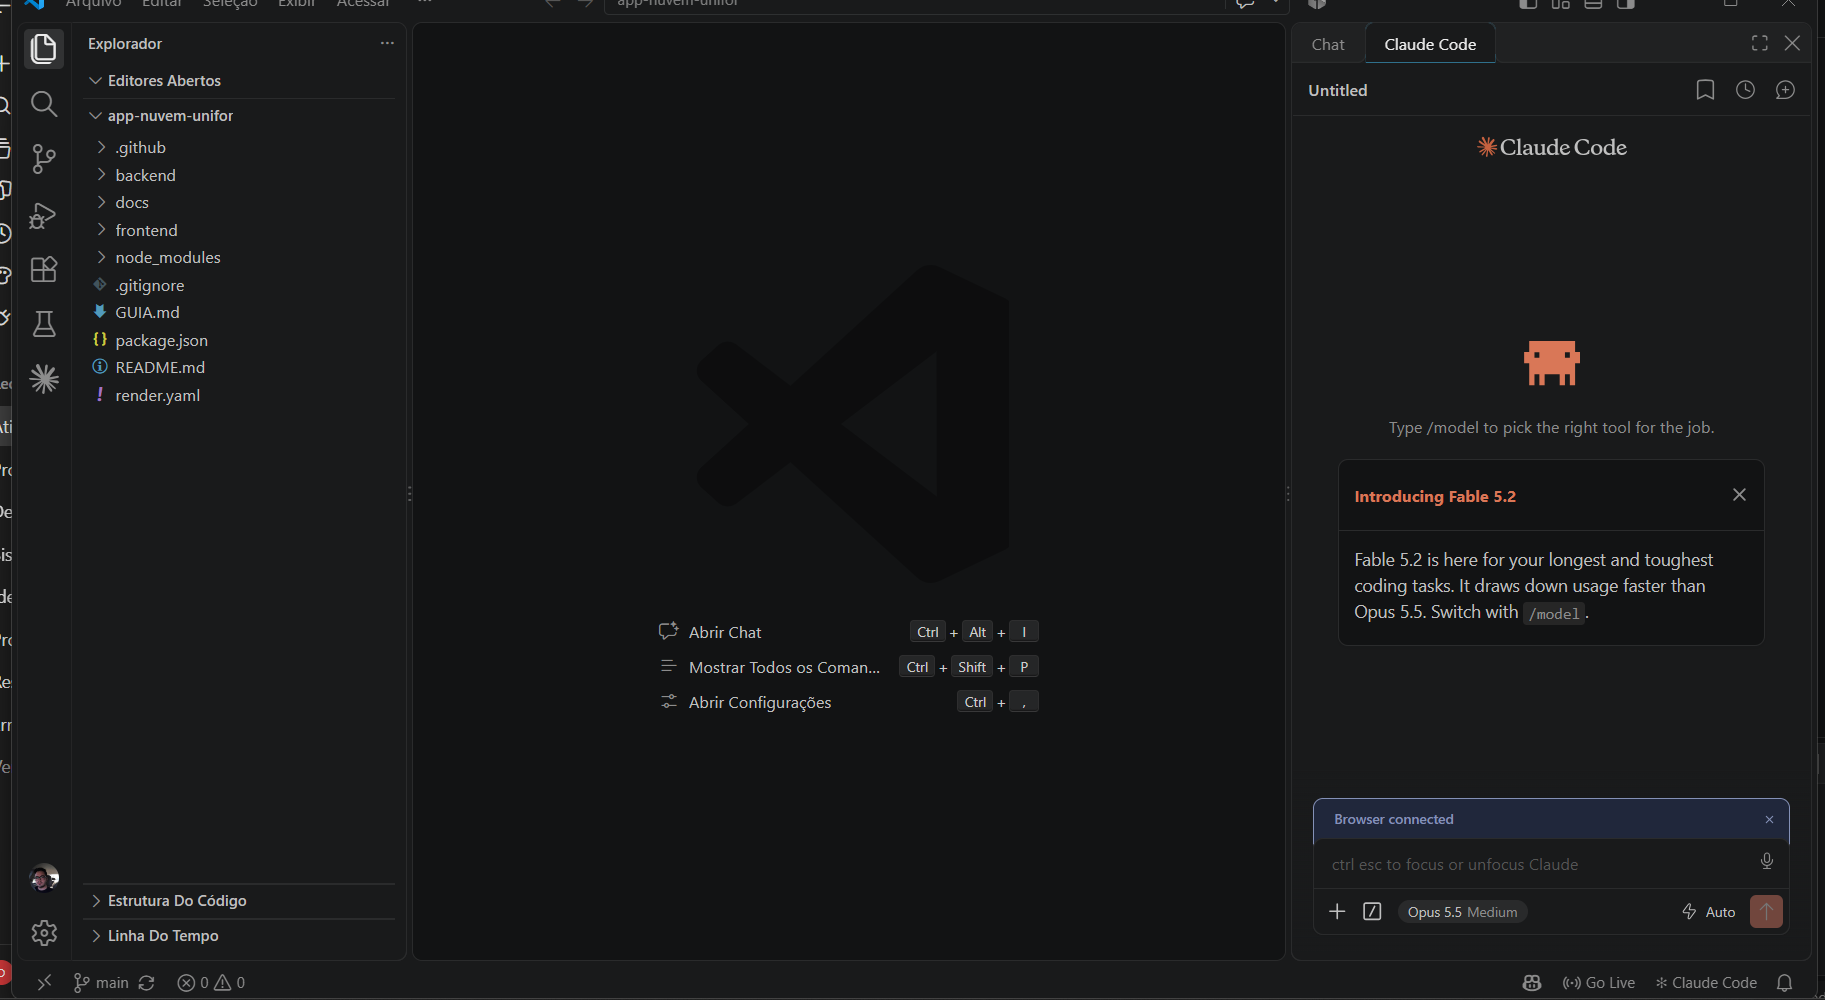 Arquivo Editar Seleção Exibir Acessar ...
app-nuvem-unifor
Explorador
Editores Abertos
app-nuvem-unifor
.github
backend
docs
frontend
node_modules
.gitignore
GUIA.md
package.json
README.md
render.yaml
Estrutura Do Código
Linha Do Tempo
Abrir Chat Ctrl + Alt + I
Mostrar Todos os Coman... Ctrl + Shift + P
Abrir Configurações Ctrl + ,
Chat Claude Code
Untitled
Claude Code
Type /model to pick the right tool for the job.
Introducing Fable 5.2
Fable 5.2 is here for your longest and toughest
coding tasks. It draws down usage faster than
Opus 5.5. Switch with /model.
Browser connected
ctrl esc to focus or unfocus Claude
Opus 5.5 Medium Auto
main 0 0 Go Live Claude Code